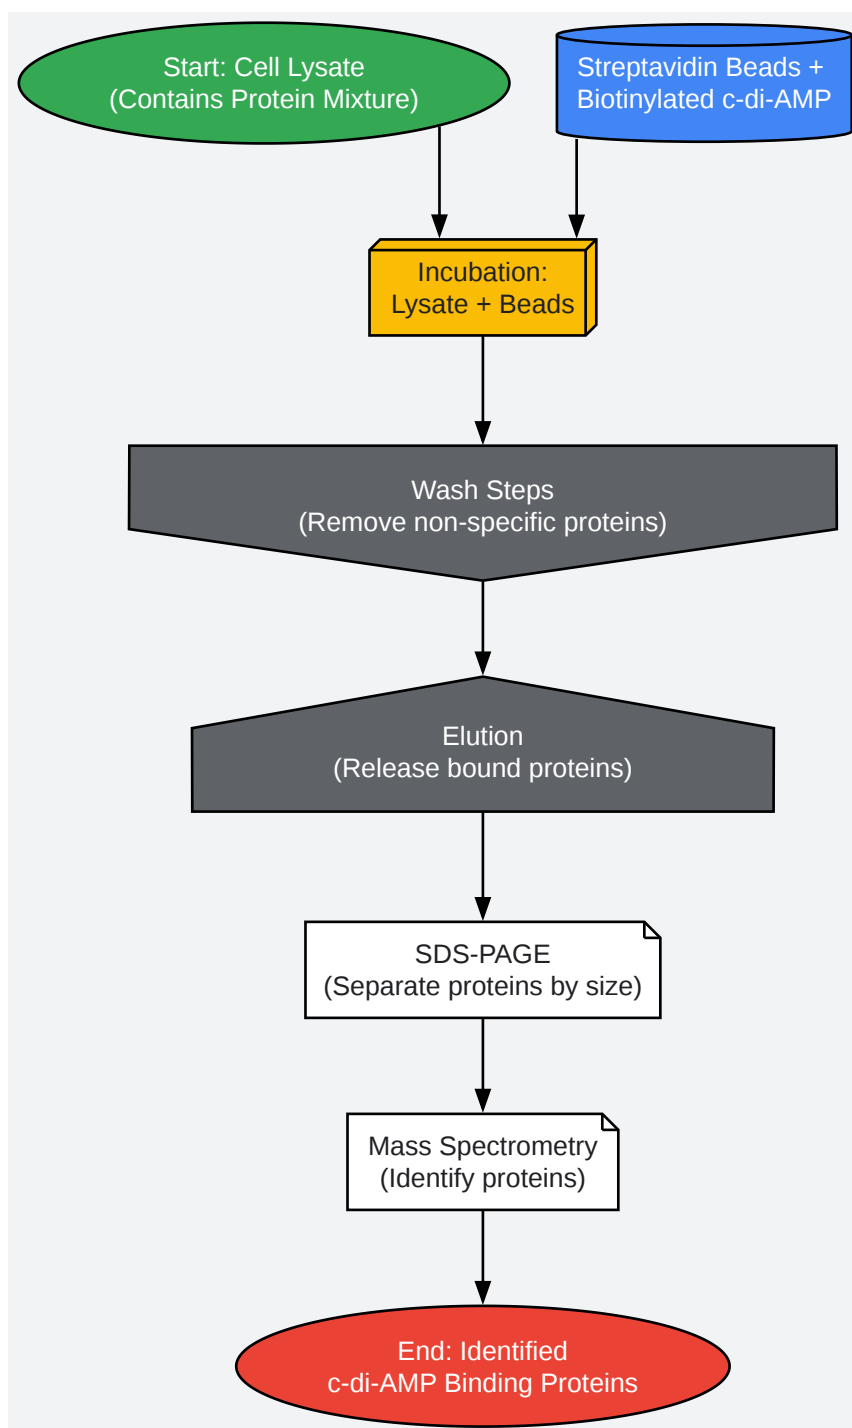 Start: Cell Lysate
(Contains Protein Mixture)
Streptavidin Beads +
Biotinylated c-di-AMP
Incubation:
Lysate + Beads
Wash Steps
(Remove non-specific proteins)
Elution
(Release bound proteins)
SDS-PAGE
(Separate proteins by size)
Mass Spectrometry
(Identify proteins)
End: Identified
c-di-AMP Binding Proteins